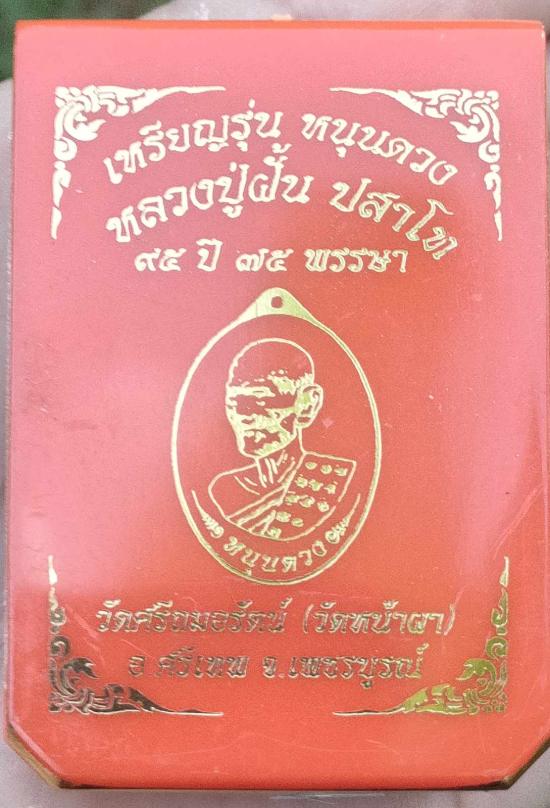 เหรียญรุ่น หนุนดวง
หลวงปู่ฝั้น ปสาโท
๙๕ ปี ๗๕ พรรษา
หนุนดวง
วัดศรีถมอรัตน์ (วัดหน้าผา)
อ.ศรีเทพ จ.เพชรบูรณ์